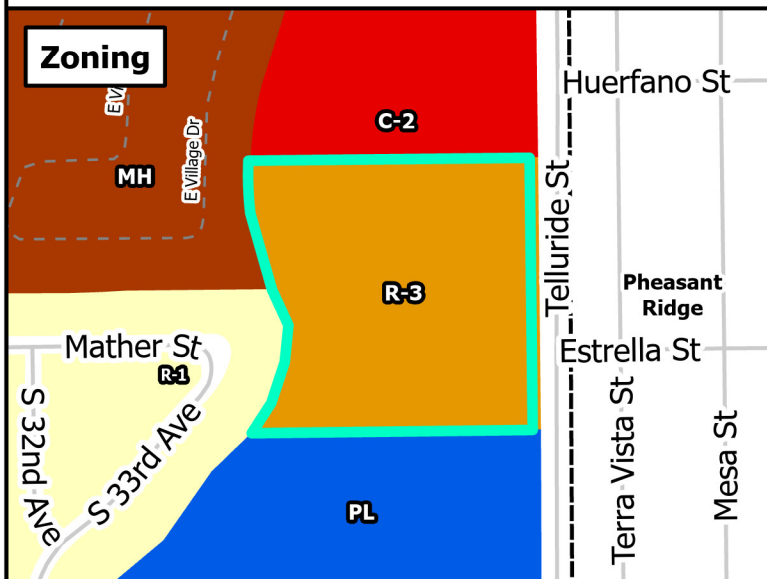 Zoning
E Vi
E Village Dr
MH
C-2
Huerfano St
Telluride St
R-3
Pheasant
Ridge
Mather St
R-1
Estrella St
S 32nd Ave
S 33rd Ave
Terra Vista St
Mesa St
PL